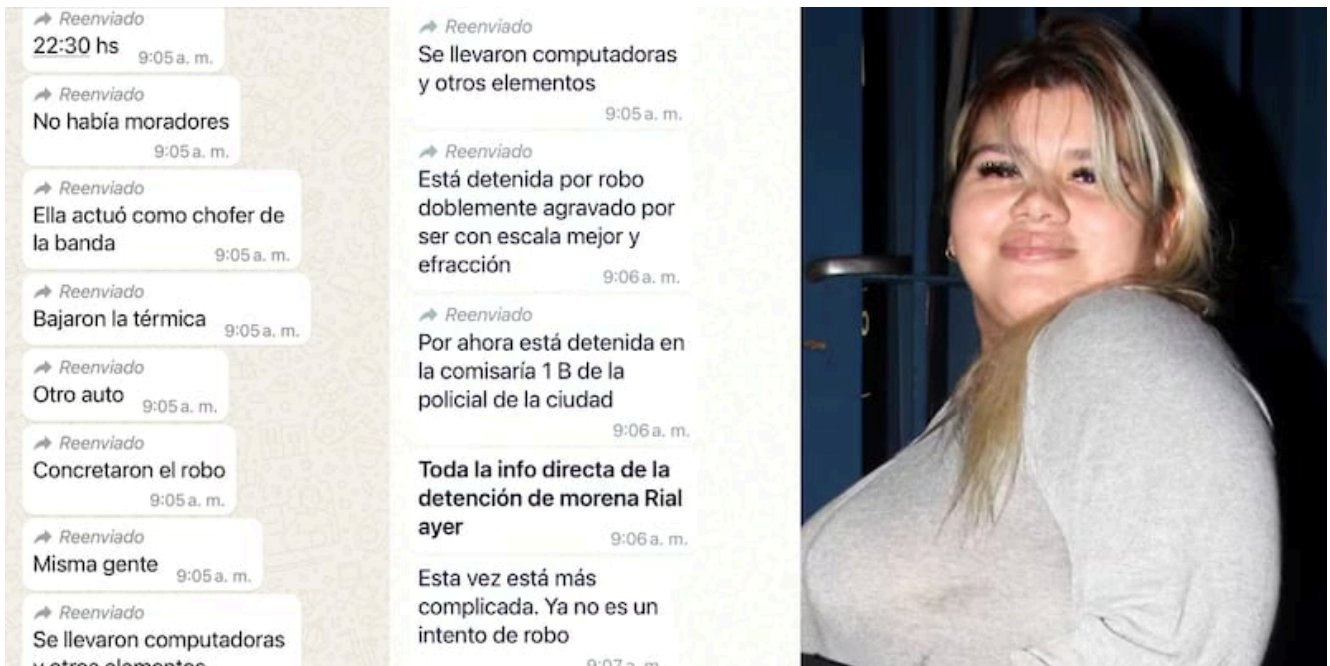 Reenviado
22:30 hs
9:05 a. m.
Reenviado
No había moradores
9:05 a. m.
Reenviado
Ella actuó como chofer de
la banda
9:05 a. m.
Reenviado
Bajaron la térmica
9:05 a. m.
Reenviado
Otro auto
9:05 a. m.
Reenviado
Concretaron el robo
9:05 a. m.
Reenviado
Misma gente
9:05 a. m.
Reenviado
Se llevaron computadoras
y otros elementos
Reenviado
Se llevaron computadoras
y otros elementos
9:05 a. m.
Reenviado
Está detenida por robo
doblemente agravado por
ser con escala mejor y
efracción
9:06 a. m.
Reenviado
Por ahora está detenida en
la comisaría 1 B de la
policial de la ciudad
9:06 a. m.
Toda la info directa de la
detención de morena Rial
ayer
9:06 a. m.
Esta vez está más
complicada. Ya no es un
intento de robo
9:07 a. m.